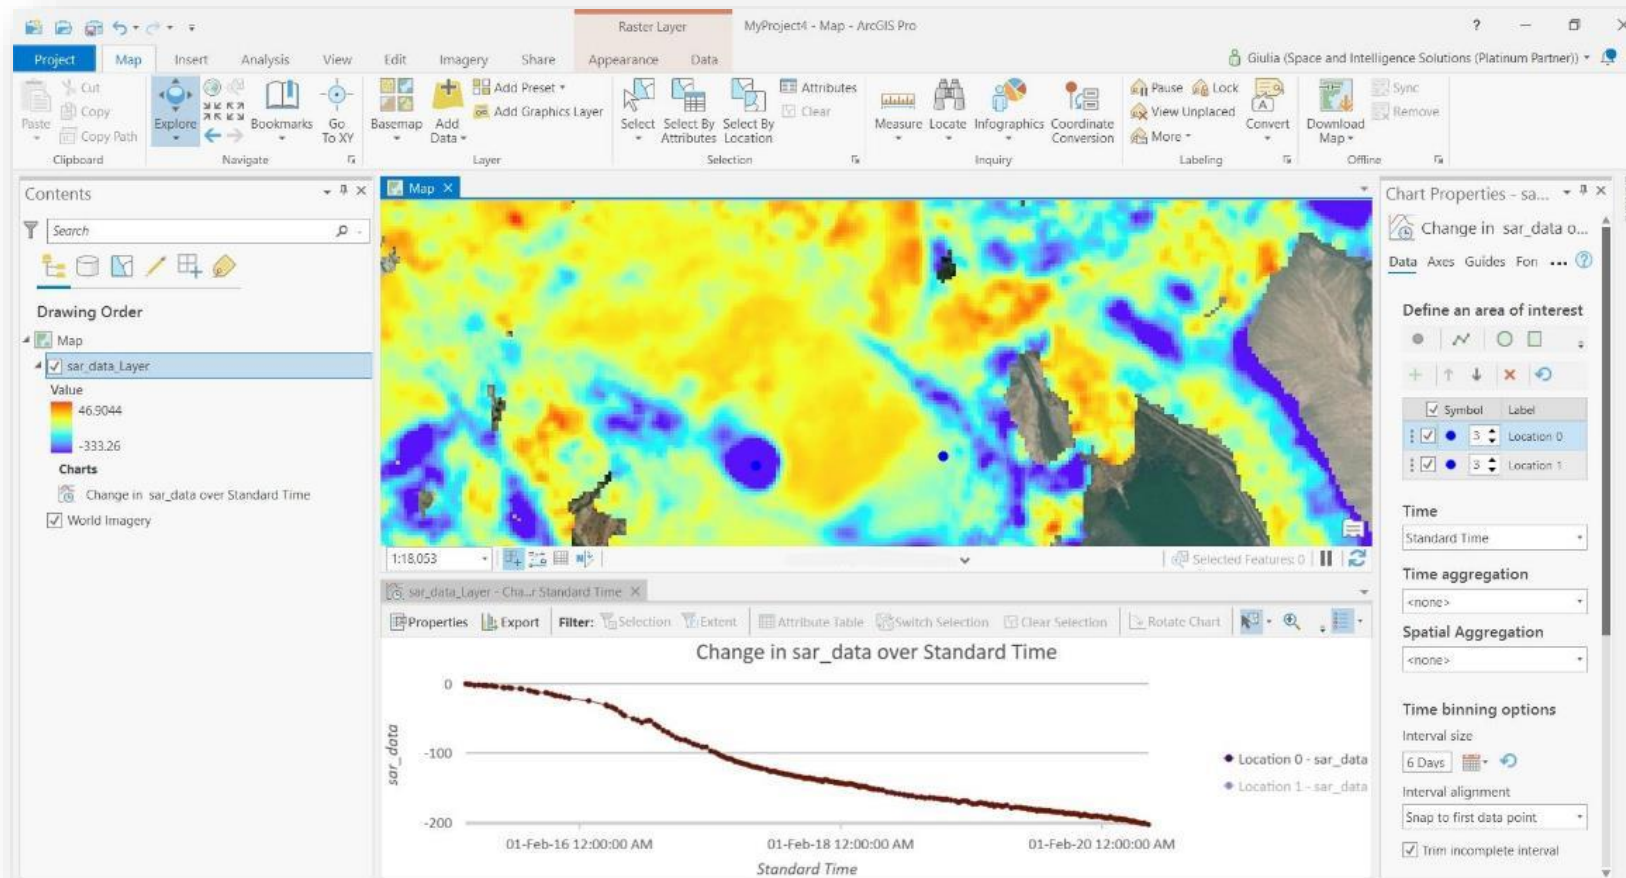 Raster Layer
MyProject4 - Map - ArcGIS Pro
?
Project Map Insert Analysis View Edit Imagery Share Appearance Data
Giulia (Space and Intelligence Solutions (Platinum Partner))
Paste
Cut
Copy
Copy Path
Clipboard
Explore
Bookmarks
Go
To XY
Navigate
Basemap
Add
Data
Add Preset
Add Graphics Layer
Layer
Select
Select By
Attributes
Select By
Location
Attributes
Clear
Selection
Measure
Locate
Infographics
Coordinate
Conversion
Inquiry
Pause
Lock
View Unplaced
More
Convert
Labeling
Download
Map
Sync
Remove
Offline
Contents
Search
Drawing Order
Map
sar_data_Layer
Value
46.9044
-333.26
Charts
Change in sar_data over Standard Time
World Imagery
Map
1:18,053
Selected Features: 0
sar_data_Layer - Cha...r Standard Time
Properties Export Filter: Selection Extent Attribute Table Switch Selection Clear Selection Rotate Chart
Change in sar_data over Standard Time
0
-100
-200
sar_data
01-Feb-16 12:00:00 AM 01-Feb-18 12:00:00 AM 01-Feb-20 12:00:00 AM
Standard Time
Location 0 - sar_data
Location 1 - sar_data
Chart Properties - sa...
Change in sar_data o...
Data Axes Guides Fon ...
?
Define an area of interest
Symbol Label
3 Location 0
3 Location 1
Time
Standard Time
Time aggregation
<none>
Spatial Aggregation
<none>
Time binning options
Interval size
6 Days
Interval alignment
Snap to first data point
Trim incomplete interval